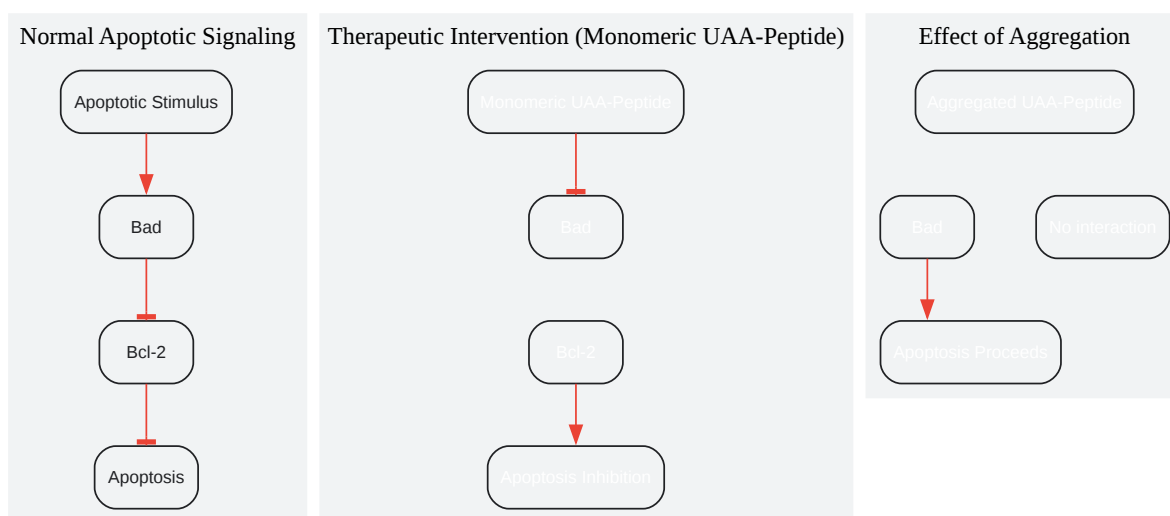 Normal Apoptotic Signaling
Apoptotic Stimulus
Bad
Bcl-2
Apoptosis
Therapeutic Intervention (Monomeric UAA-Peptide)
Monomeric UAA-Peptide
Bad
Bcl-2
Apoptosis Inhibition
Effect of Aggregation
Aggregated UAA-Peptide
Bad
No interaction
Apoptosis Proceeds